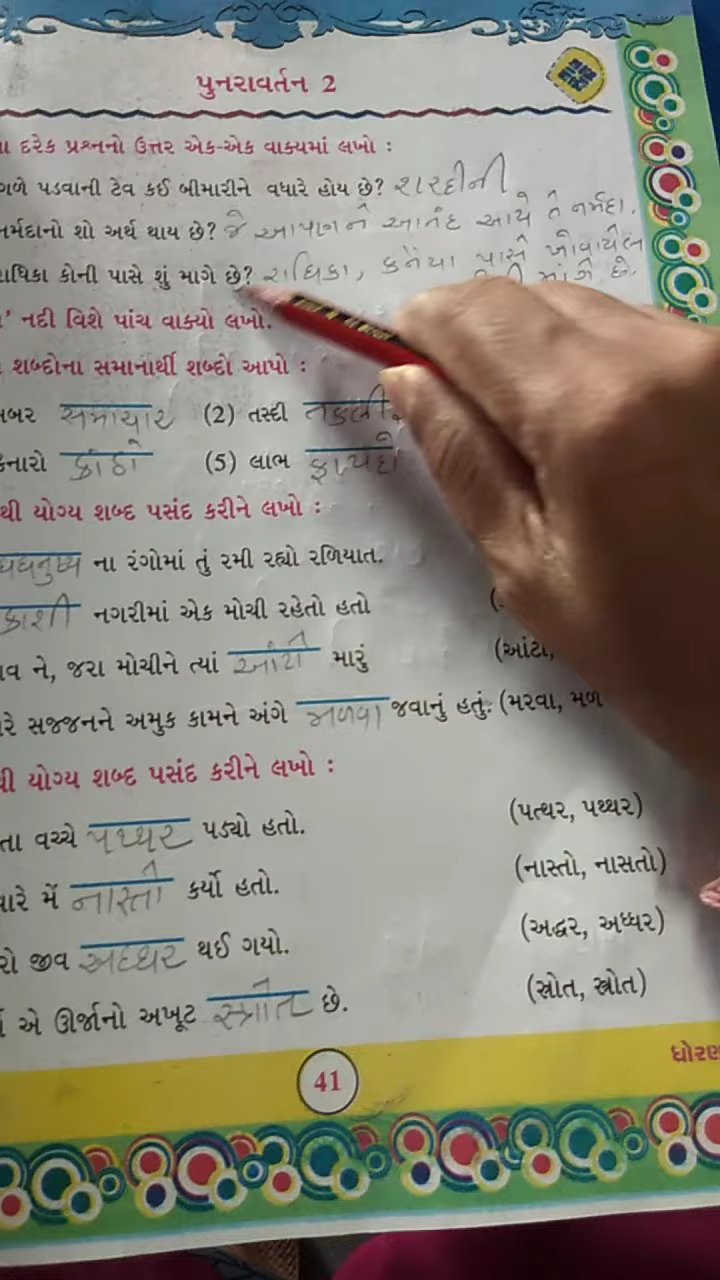 પુનરાવર્તન 2
દરેક પ્રશ્નનો ઉત્તર એક-એક વાક્યમાં લખો :
ગળે પડવાની ટેવ કઈ બીમારીને વધારે હોય છે? શરદીની
નર્મદાનો શો અર્થ થાય છે? જે આપણને આનંદ આપે તે નર્મદા.
રાધિકા કોની પાસે શું માગે છે? રાધિકા, કનૈયા પાસે ખોવાયેલ
માગે છે.
નદી વિશે પાંચ વાક્યો લખો.
શબ્દોના સમાનાર્થી શબ્દો આપો :
ખબર સમાચાર (2) તસ્દી તકલીફ
કિનારો કાંઠો (5) લાભ ફાયદો
યોગ્ય શબ્દ પસંદ કરીને લખો :
ના રંગોમાં તું રમી રહ્યો રળિયાત.
કાશી નગરીમાં એક મોચી રહેતો હતો
ને, જરા મોચીને ત્યાં આંટો મારું (આંટા,
સજ્જનને અમુક કામને અંગે મળવા જવાનું હતું. (મરવા, મળ
યોગ્ય શબ્દ પસંદ કરીને લખો :
વચ્ચે પથ્થર પડ્યો હતો. (પત્થર, પથ્થર)
મેં નાસ્તો કર્યો હતો. (નાસ્તો, નાસતો)
જીવ અધ્ધર થઈ ગયો. (અદ્ધર, અધ્ધર)
એ ઊર્જાનો અખૂટ સ્ત્રોત છે. (સ્રોત, સ્ત્રોત)
41
ધોરણ